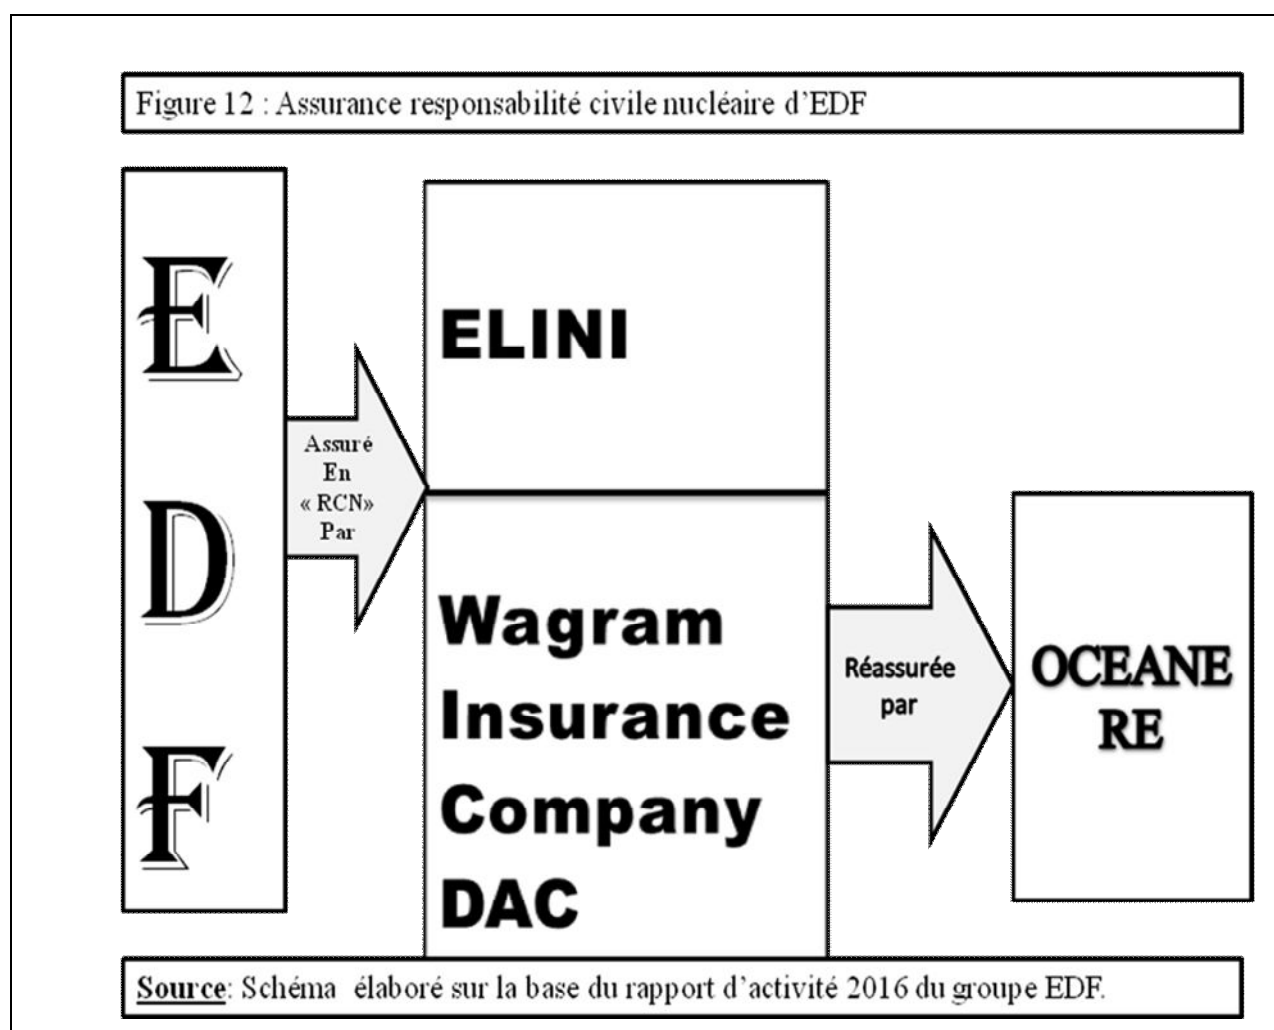 Figure 12 : Assurance responsabilité civile nucléaire d’EDF
E
D
F
Assuré
En
« RCN»
Par
ELINI
Wagram
Insurance
Company
DAC
Réassurée
par
OCEANE
RE
Source: Schéma élaboré sur la base du rapport d’activité 2016 du groupe EDF.